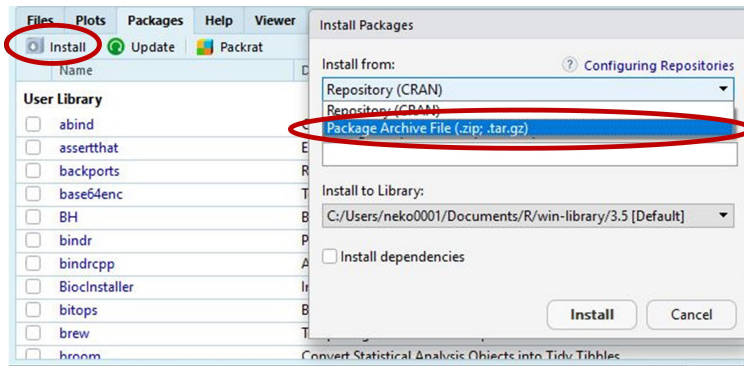 Files Plots Packages Help Viewer
Install Update Packrat
Name D
User Library
abind
assertthat E
backports R
base64enc T
BH B
bindr P
bindrcpp A
BiocInstaller Ir
bitops B
brew T
broom Convert Statistical Analysis Objects into Tidy Tibbles
Install Packages
Install from: ? Configuring Repositories
Repository (CRAN)
Repository (CRAN)
Package Archive File (.zip; .tar.gz)
Install to Library:
C:/Users/neko0001/Documents/R/win-library/3.5 [Default]
Install dependencies
Install Cancel